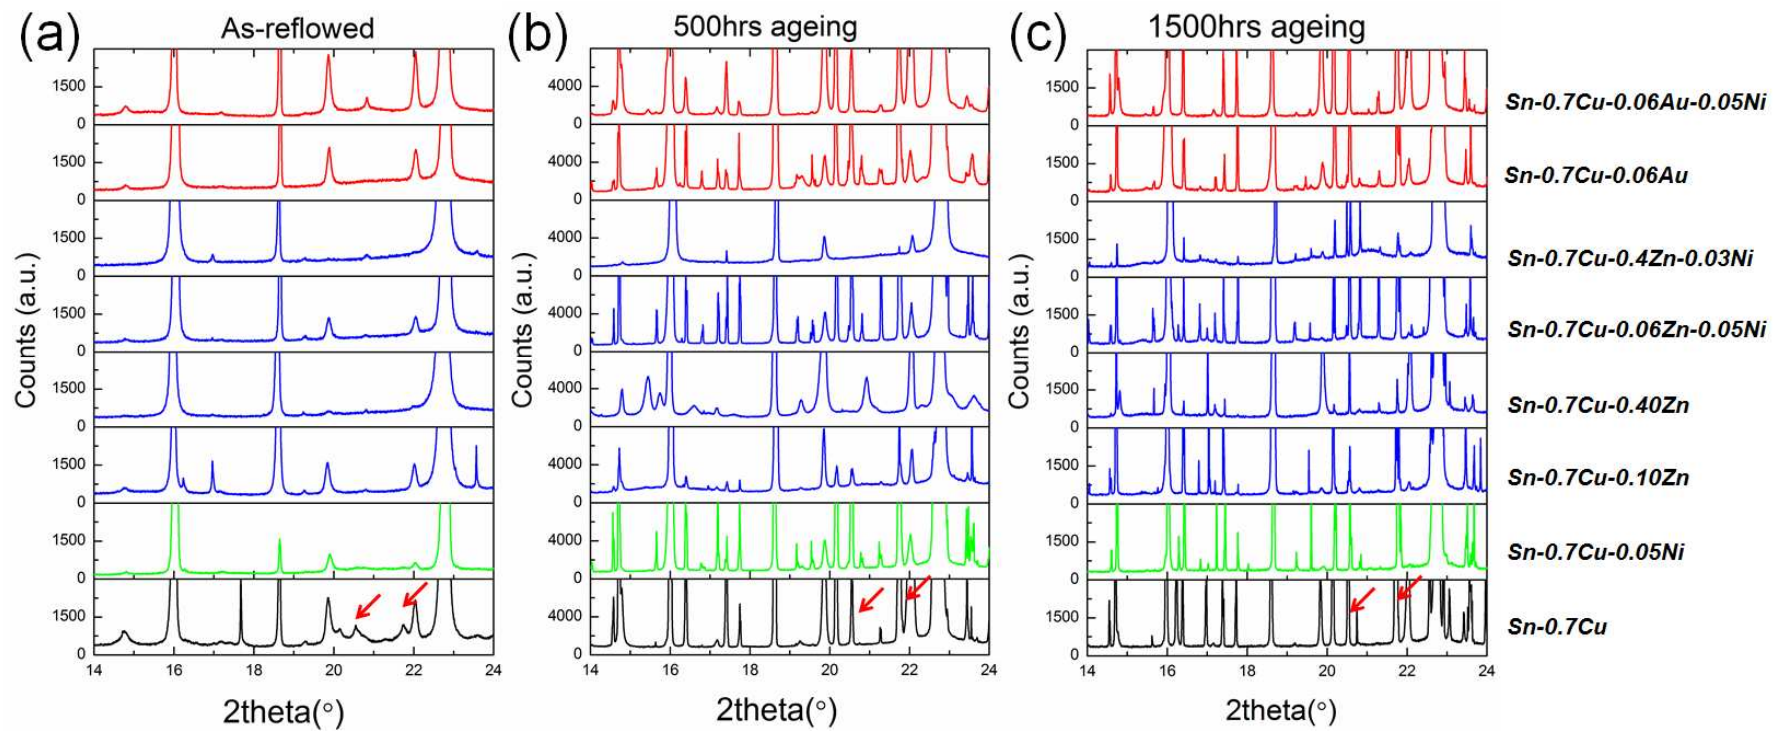 (a) As-reflowed
(b) 500hrs ageing
(c) 1500hrs ageing
Counts (a.u.)
1500
0
1500
0
1500
0
1500
0
1500
0
1500
0
1500
0
1500
0
14 16 18 20 22 24
2theta(°)
Counts (a.u.)
4000
0
4000
0
4000
0
4000
0
4000
0
4000
0
4000
0
4000
0
14 16 18 20 22 24
2theta(°)
Counts (a.u.)
1500
0
1500
0
1500
0
1500
0
1500
0
1500
0
1500
0
1500
0
14 16 18 20 22 24
2theta(°)
Sn-0.7Cu-0.06Au-0.05Ni
Sn-0.7Cu-0.06Au
Sn-0.7Cu-0.4Zn-0.03Ni
Sn-0.7Cu-0.06Zn-0.05Ni
Sn-0.7Cu-0.40Zn
Sn-0.7Cu-0.10Zn
Sn-0.7Cu-0.05Ni
Sn-0.7Cu